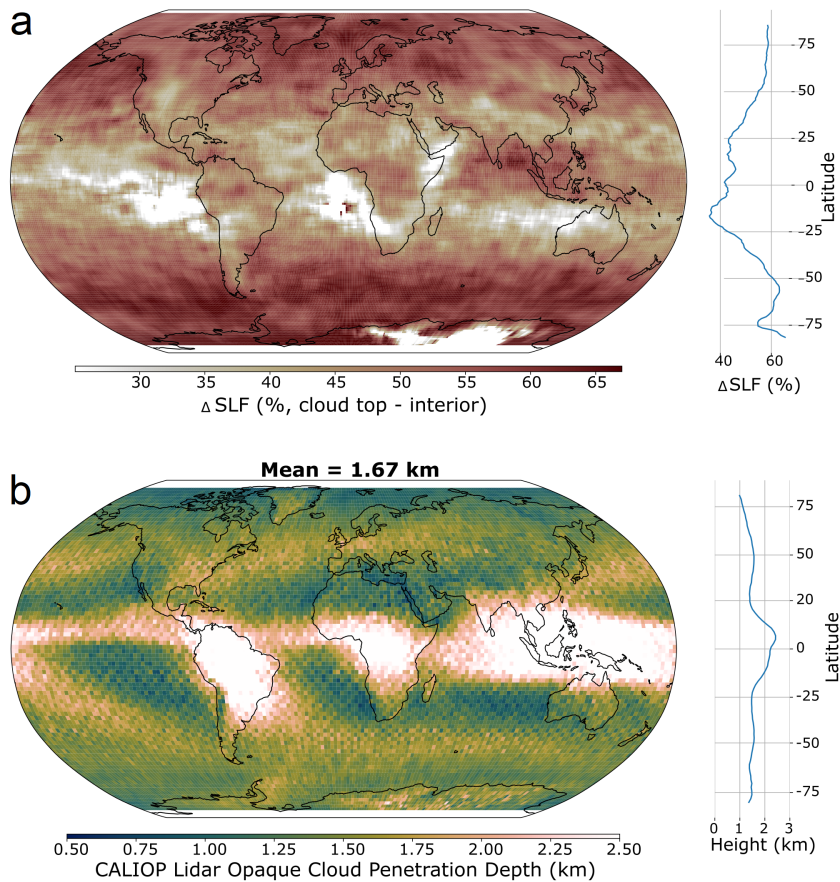 a
75
50
25
0
-25
-50
-75
Latitude
40 60
Δ SLF (%)
30 35 40 45 50 55 60 65
Δ SLF (%, cloud top - interior)
Mean = 1.67 km
b
75
50
20
0
-25
-50
-75
Latitude
0 1 2 3
Height (km)
0.50 0.75 1.00 1.25 1.50 1.75 2.00 2.25 2.50
CALIOP Lidar Opaque Cloud Penetration Depth (km)